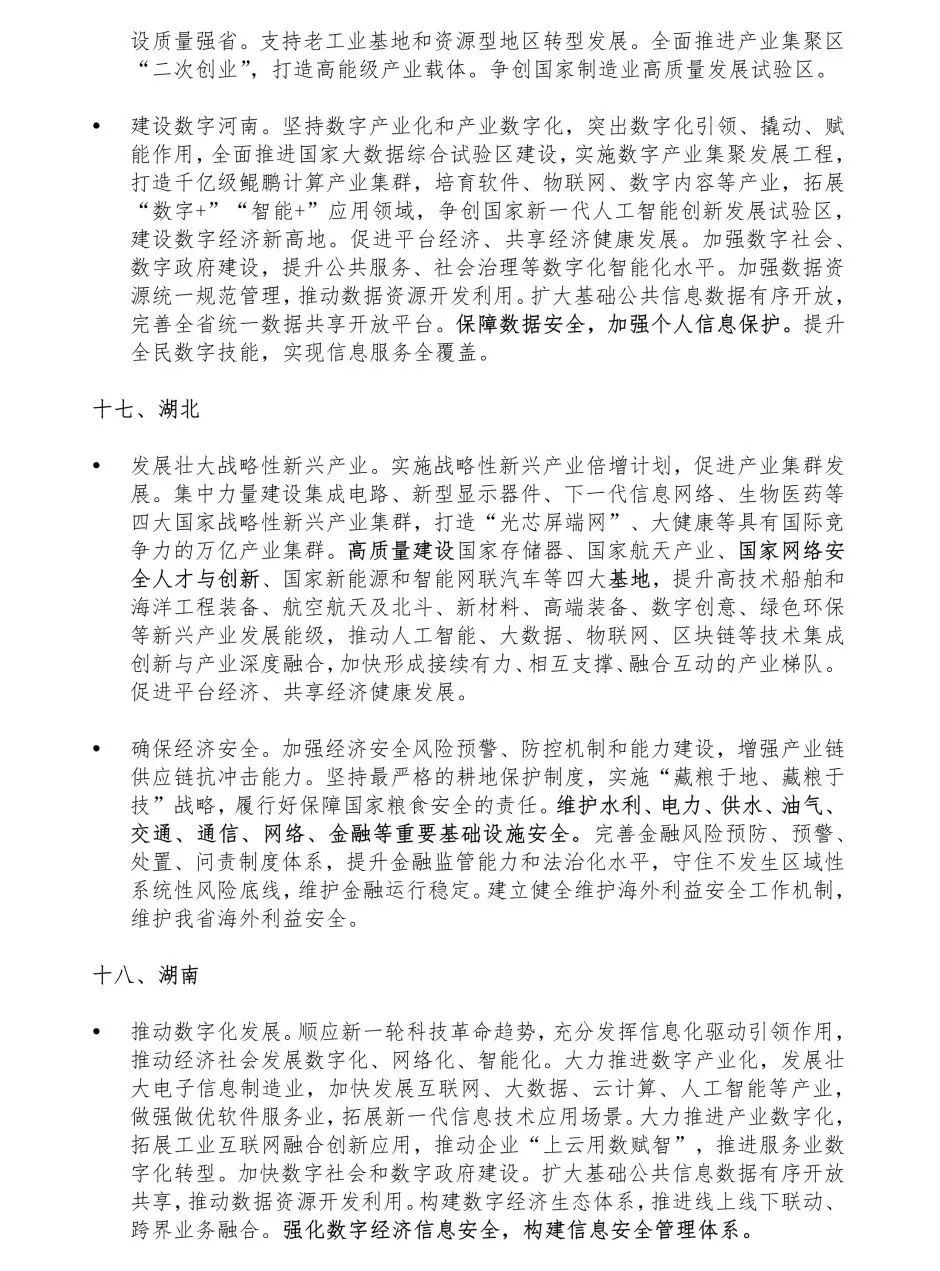 设质量强省。支持老工业基地和资源型地区转型发展。全面推进产业集聚区
“二次创业”，打造高能级产业载体。争创国家制造业高质量发展试验区。
• 建设数字河南。坚持数字产业化和产业数字化，突出数字化引领、撬动、赋
能作用，全面推进国家大数据综合试验区建设，实施数字产业集聚发展工程，
打造千亿级鲲鹏计算产业集群，培育软件、物联网、数字内容等产业，拓展
“数字+”“智能+”应用领域，争创国家新一代人工智能创新发展试验区，
建设数字经济新高地。促进平台经济、共享经济健康发展。加强数字社会、
数字政府建设，提升公共服务、社会治理等数字化智能化水平。加强数据资
源统一规范管理，推动数据资源开发利用。扩大基础公共信息数据有序开放，
完善全省统一数据共享开放平台。保障数据安全，加强个人信息保护。提升
全民数字技能，实现信息服务全覆盖。
十七、湖北
• 发展壮大战略性新兴产业。实施战略性新兴产业倍增计划，促进产业集群发
展。集中力量建设集成电路、新型显示器件、下一代信息网络、生物医药等
四大国家战略性新兴产业集群，打造“光芯屏端网”、大健康等具有国际竞
争力的万亿产业集群。高质量建设国家存储器、国家航天产业、国家网络安
全人才与创新、国家新能源和智能网联汽车等四大基地，提升高技术船舶和
海洋工程装备、航空航天及北斗、新材料、高端装备、数字创意、绿色环保
等新兴产业发展能级，推动人工智能、大数据、物联网、区块链等技术集成
创新与产业深度融合，加快形成接续有力、相互支撑、融合互动的产业梯队。
促进平台经济、共享经济健康发展。
• 确保经济安全。加强经济安全风险预警、防控机制和能力建设，增强产业链
供应链抗冲击能力。坚持最严格的耕地保护制度，实施“藏粮于地、藏粮于
技”战略，履行好保障国家粮食安全的责任。维护水利、电力、供水、油气、
交通、通信、网络、金融等重要基础设施安全。完善金融风险预防、预警、
处置、问责制度体系，提升金融监管能力和法治化水平，守住不发生区域性
系统性风险底线，维护金融运行稳定。建立健全维护海外利益安全工作机制，
维护我省海外利益安全。
十八、湖南
• 推动数字化发展。顺应新一轮科技革命趋势，充分发挥信息化驱动引领作用，
推动经济社会发展数字化、网络化、智能化。大力推进数字产业化，发展壮
大电子信息制造业，加快发展互联网、大数据、云计算、人工智能等产业，
做强做优软件服务业，拓展新一代信息技术应用场景。大力推进产业数字化，
拓展工业互联网融合创新应用，推动企业“上云用数赋智”，推进服务业数
字化转型。加快数字社会和数字政府建设。扩大基础公共信息数据有序开放
共享，推动数据资源开发利用。构建数字经济生态体系，推进线上线下联动、
跨界业务融合。强化数字经济信息安全，构建信息安全管理体系。